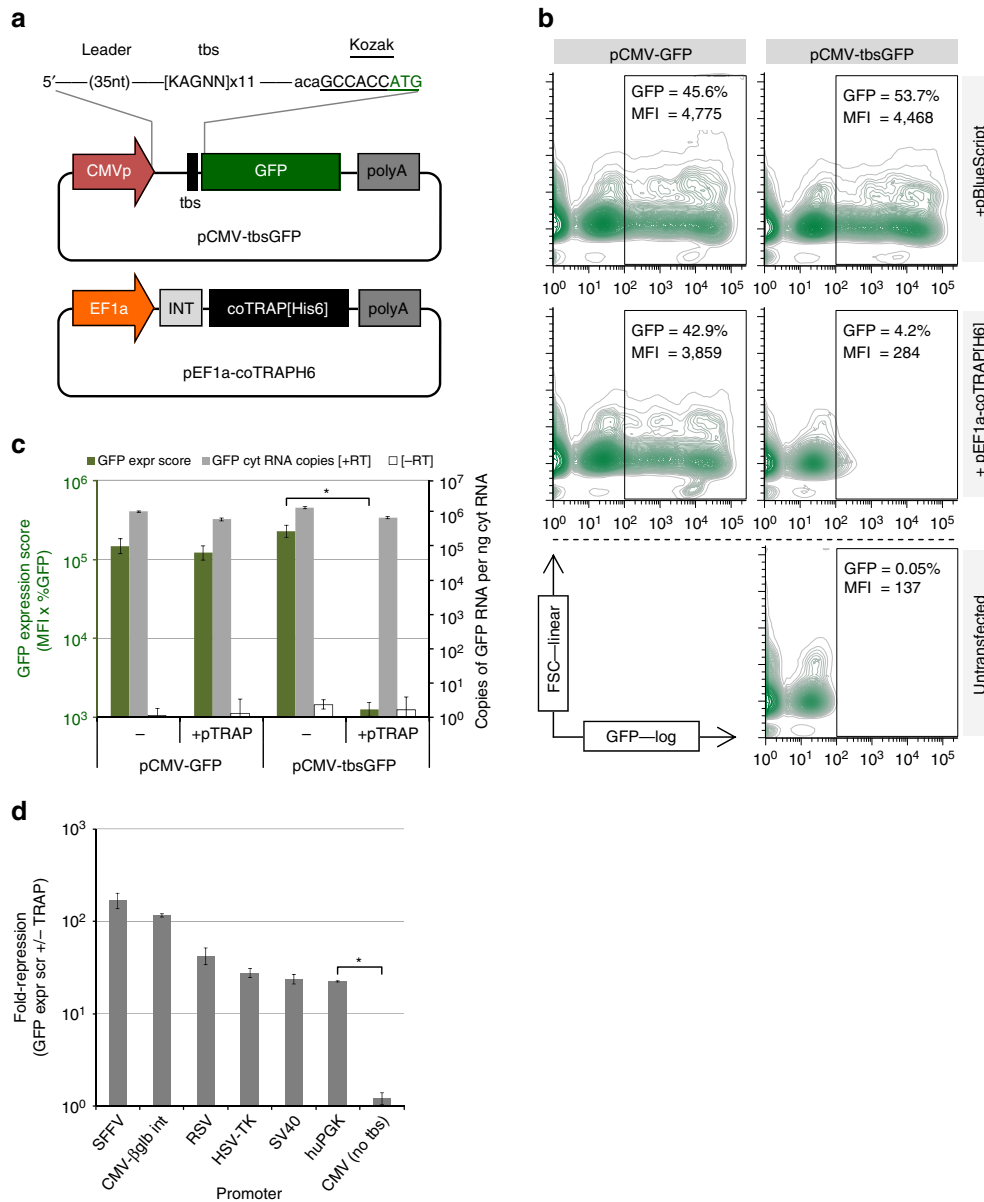 a
Leader tbs Kozak
5′ (35nt) [KAGNN]x11 acaGCCACCATG
CMVp GFP polyA
tbs
pCMV-tbsGFP
EF1a INT coTRAP[His6] polyA
pEF1a-coTRAPH6
b
pCMV-GFP pCMV-tbsGFP
GFP = 45.6%
MFI = 4,775
GFP = 53.7%
MFI = 4,468
+pBlueScript
10⁰ 10¹ 10² 10³ 10⁴ 10⁵
10⁰ 10¹ 10² 10³ 10⁴ 10⁵
GFP = 42.9%
MFI = 3,859
GFP = 4.2%
MFI = 284
+ pEF1a-coTRAP[H6]
10⁰ 10¹ 10² 10³ 10⁴ 10⁵
10⁰ 10¹ 10² 10³ 10⁴ 10⁵
GFP = 0.05%
MFI = 137
Untransfected
10⁰ 10¹ 10² 10³ 10⁴ 10⁵
FSC—linear
GFP—log
c
GFP expr score GFP cyt RNA copies [+RT] [−RT]
GFP expression score
(MFI x %GFP)
10⁶
10⁵
10⁴
10³
*
10⁷
10⁶
10⁵
10⁴
10³
10²
10¹
10⁰
Copies of GFP RNA per ng cyt RNA
– +pTRAP – +pTRAP
pCMV-GFP pCMV-tbsGFP
d
Fold-repression
(GFP expr scr +/− TRAP)
10³
10²
10¹
10⁰
*
SFFV
CMV-βglb int
RSV
HSV-TK
SV40
huPGK
CMV (no tbs)
Promoter